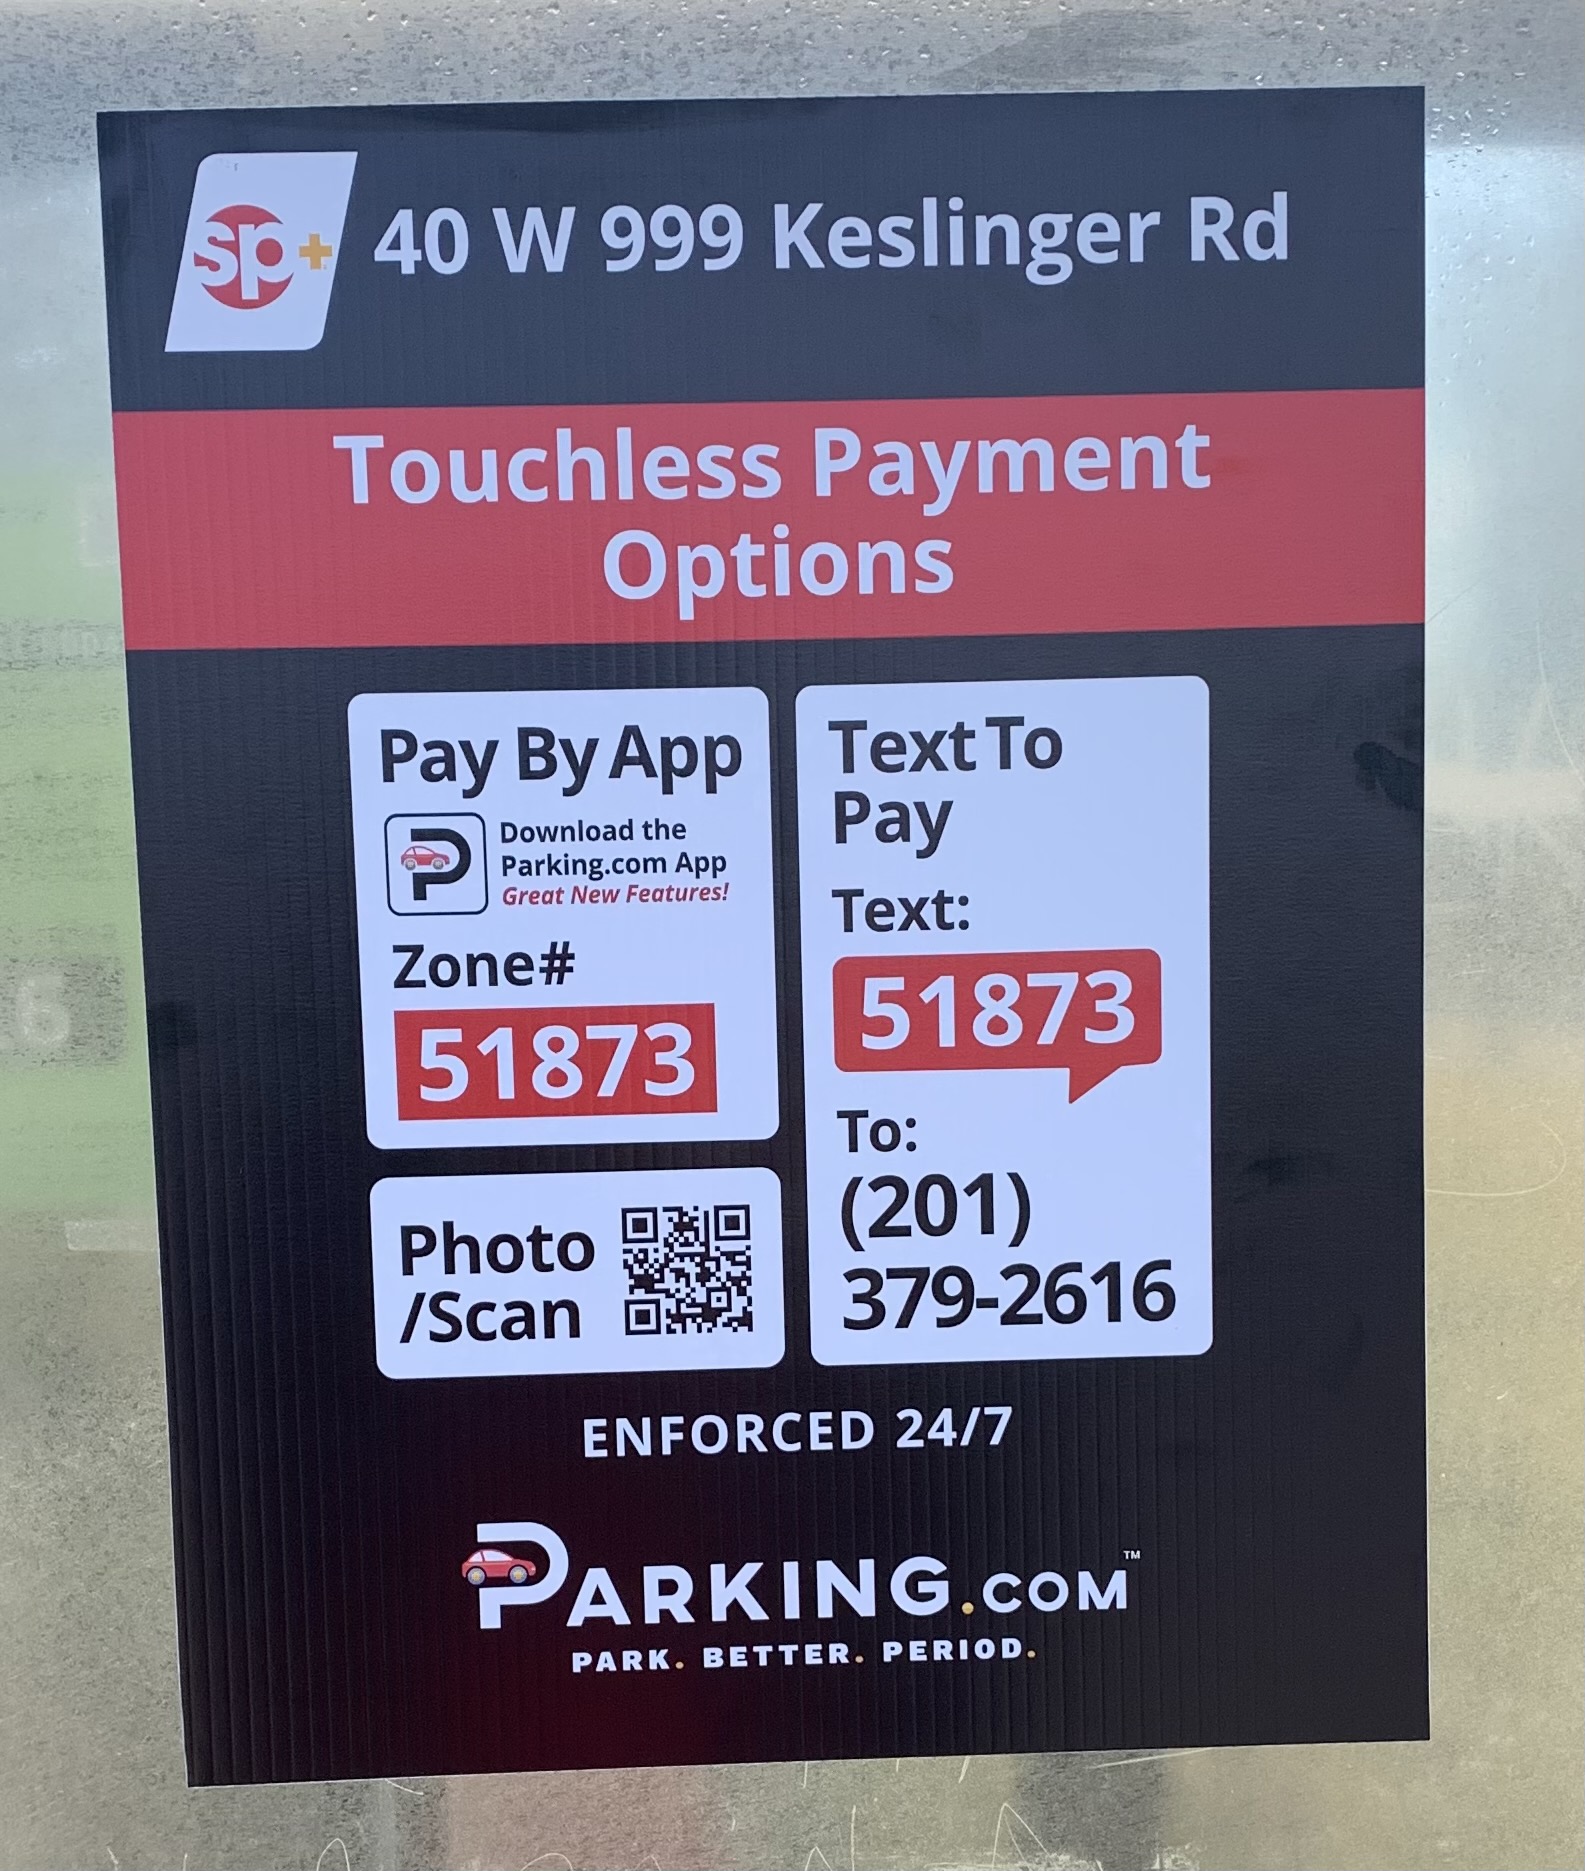 sp+ 40 W 999 Keslinger Rd
Touchless Payment
Options
Pay By App
Download the
Parking.com App
Great New Features!
Zone#
51873
Photo
/Scan
Text To
Pay
Text:
51873
To:
(201)
379-2616
ENFORCED 24/7
PARKING.COM™
PARK. BETTER. PERIOD.
6